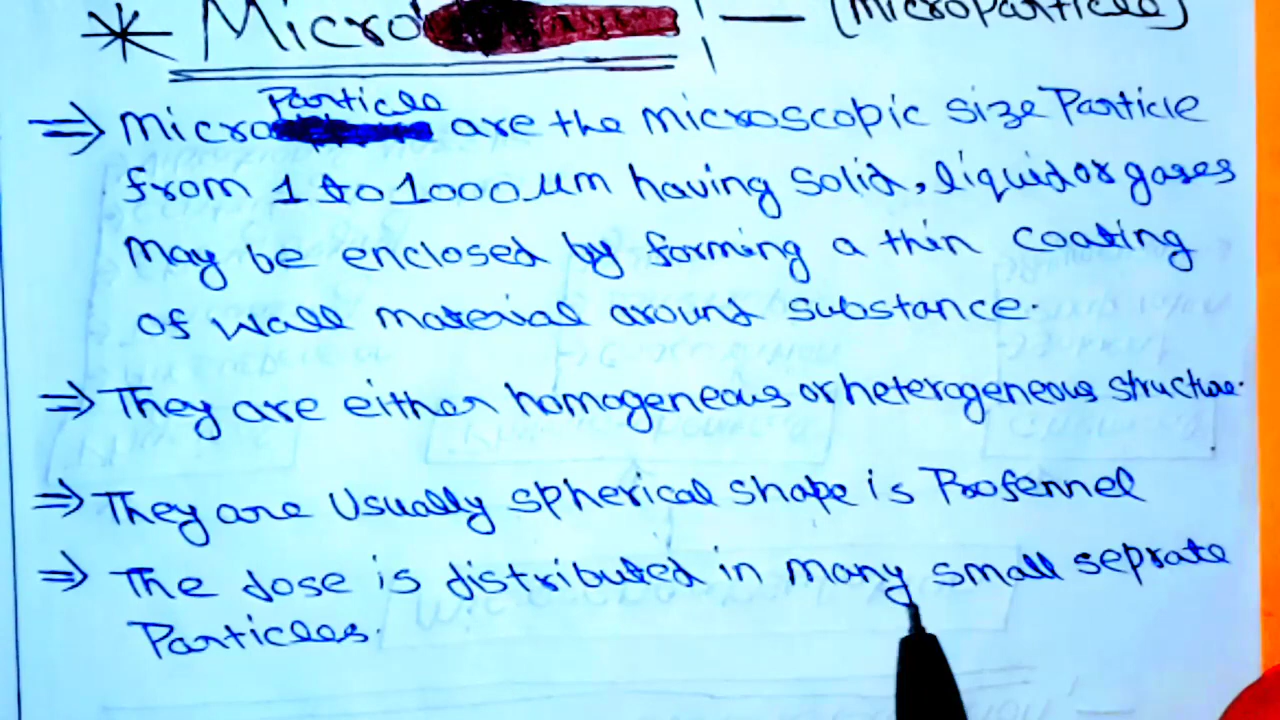 * Micro — (Microparticle)
Particle
⇒ Micro are the microscopic size Particle
from 1 to 1000 µm having solid, liquid or gases
may be enclosed by forming a thin coating
of wall material around substance.
⇒ They are either homogeneous or heterogeneous structure.
⇒ They are Usually spherical shape is Profennel
⇒ The dose is distributed in many small seprate
Particles.